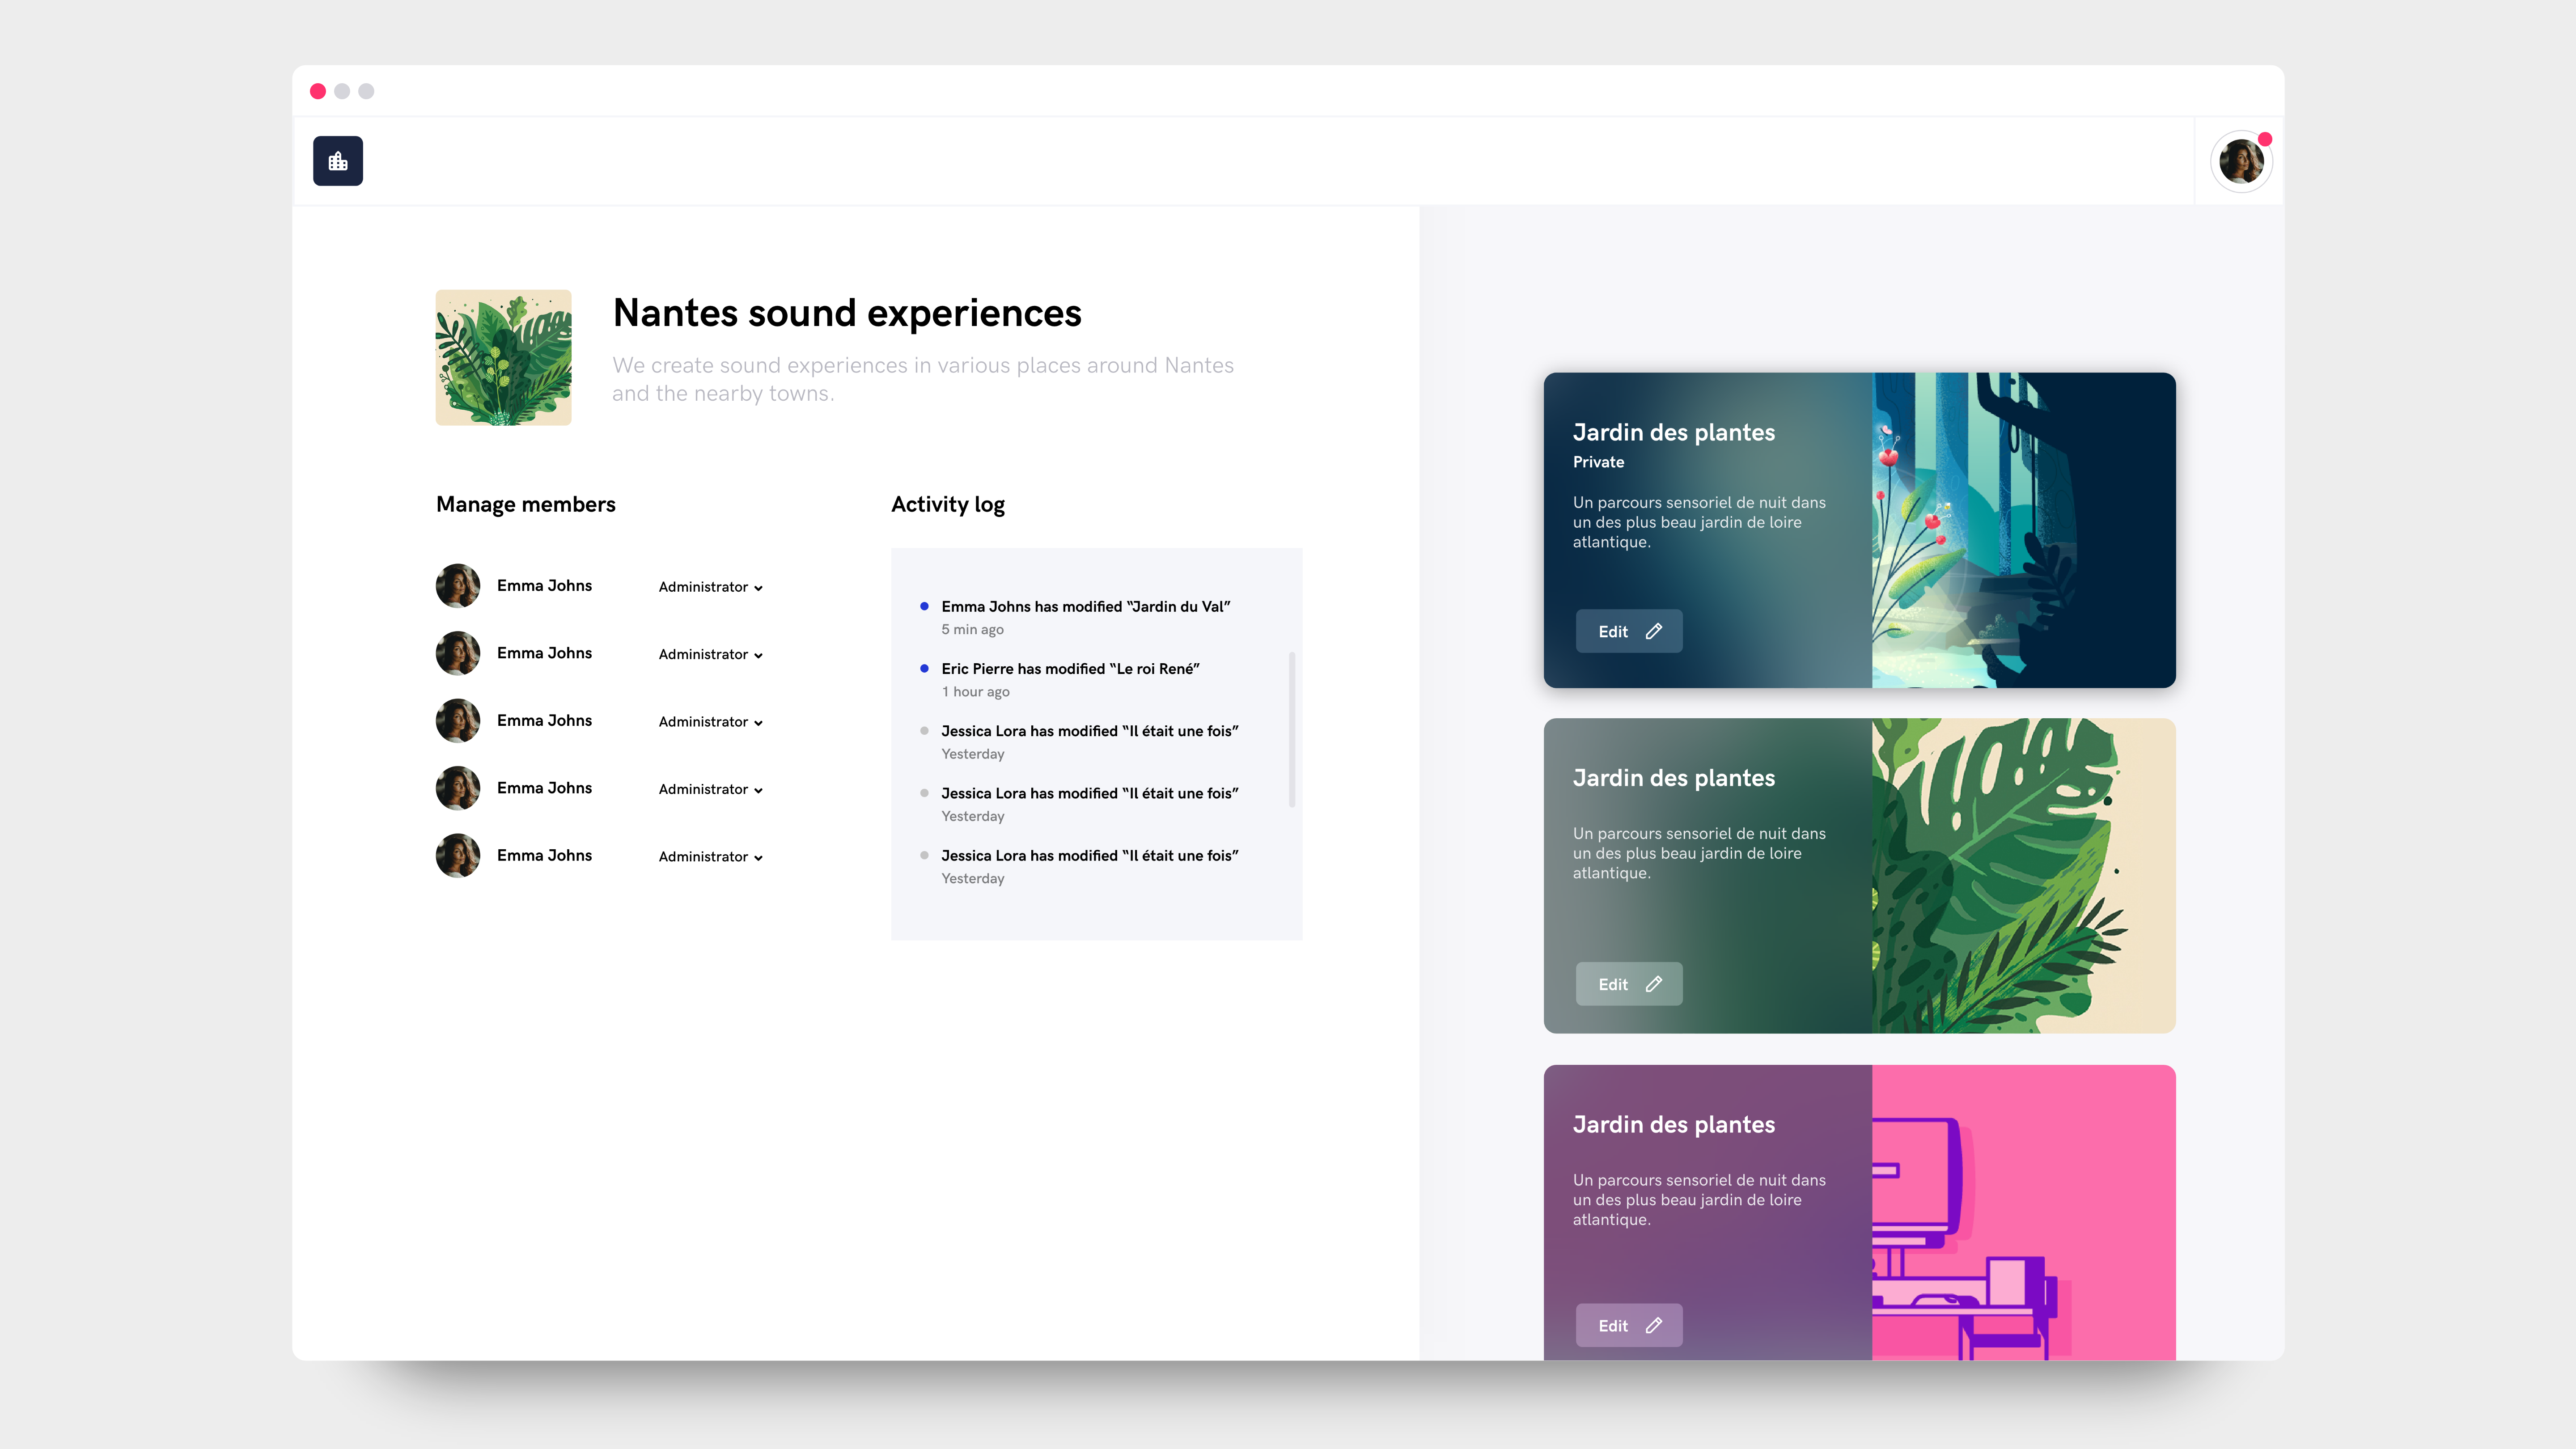 Nantes sound experiences
We create sound experiences in various places around Nantes
and the nearby towns.
Manage members
Emma Johns
Administrator
Emma Johns
Administrator
Emma Johns
Administrator
Emma Johns
Administrator
Emma Johns
Administrator
Activity log
Emma Johns has modified “Jardin du Val”
5 min ago
Eric Pierre has modified “Le roi René”
1 hour ago
Jessica Lora has modified “Il était une fois”
Yesterday
Jessica Lora has modified “Il était une fois”
Yesterday
Jessica Lora has modified “Il était une fois”
Yesterday
Jardin des plantes
Private
Un parcours sensoriel de nuit dans
un des plus beau jardin de loire
atlantique.
Edit
Jardin des plantes
Un parcours sensoriel de nuit dans
un des plus beau jardin de loire
atlantique.
Edit
Jardin des plantes
Un parcours sensoriel de nuit dans
un des plus beau jardin de loire
atlantique.
Edit